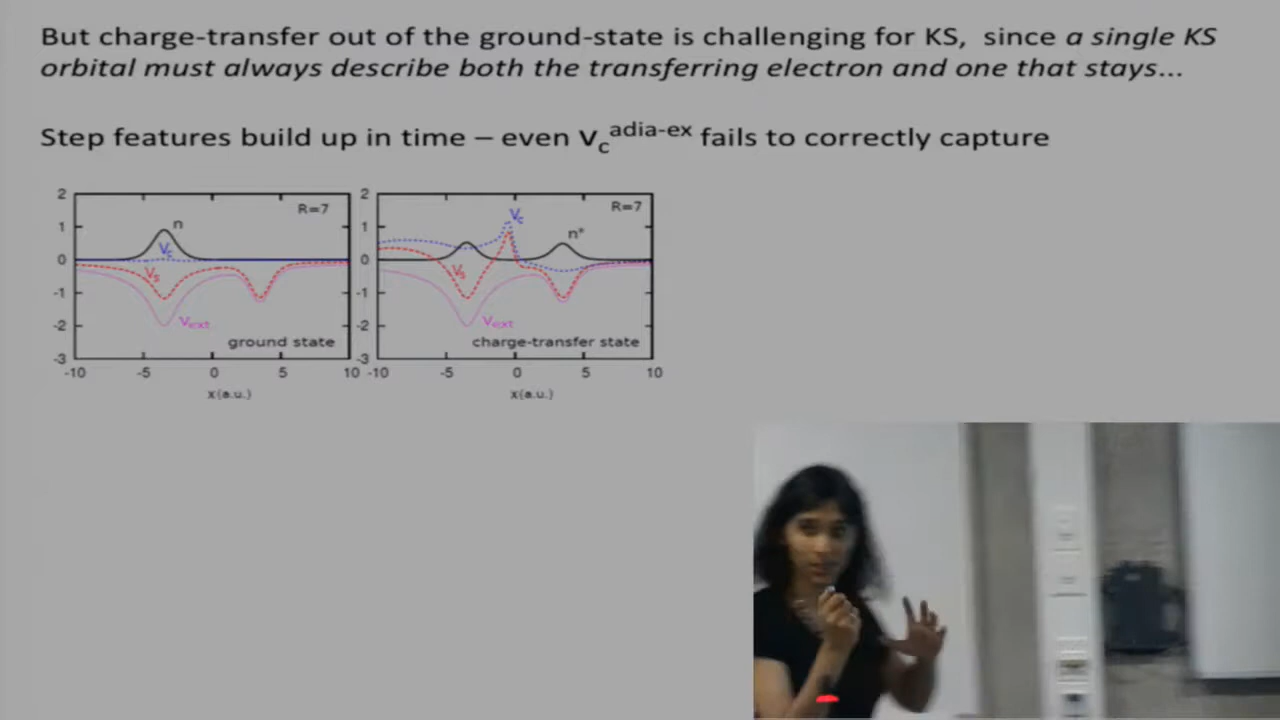 But charge-transfer out of the ground-state is challenging for KS, since a single KS
orbital must always describe both the transferring electron and one that stays...
Step features build up in time – even vc adia-ex fails to correctly capture
2
1
0
-1
-2
-3
R=7
n
Vc
Vs
Vext
ground state
-10 -5 0 5 10
x(a.u.)
2
1
0
-1
-2
-3
R=7
Vc
n*
Vs
Vext
charge-transfer state
-10 -5 0 5 10
x(a.u.)